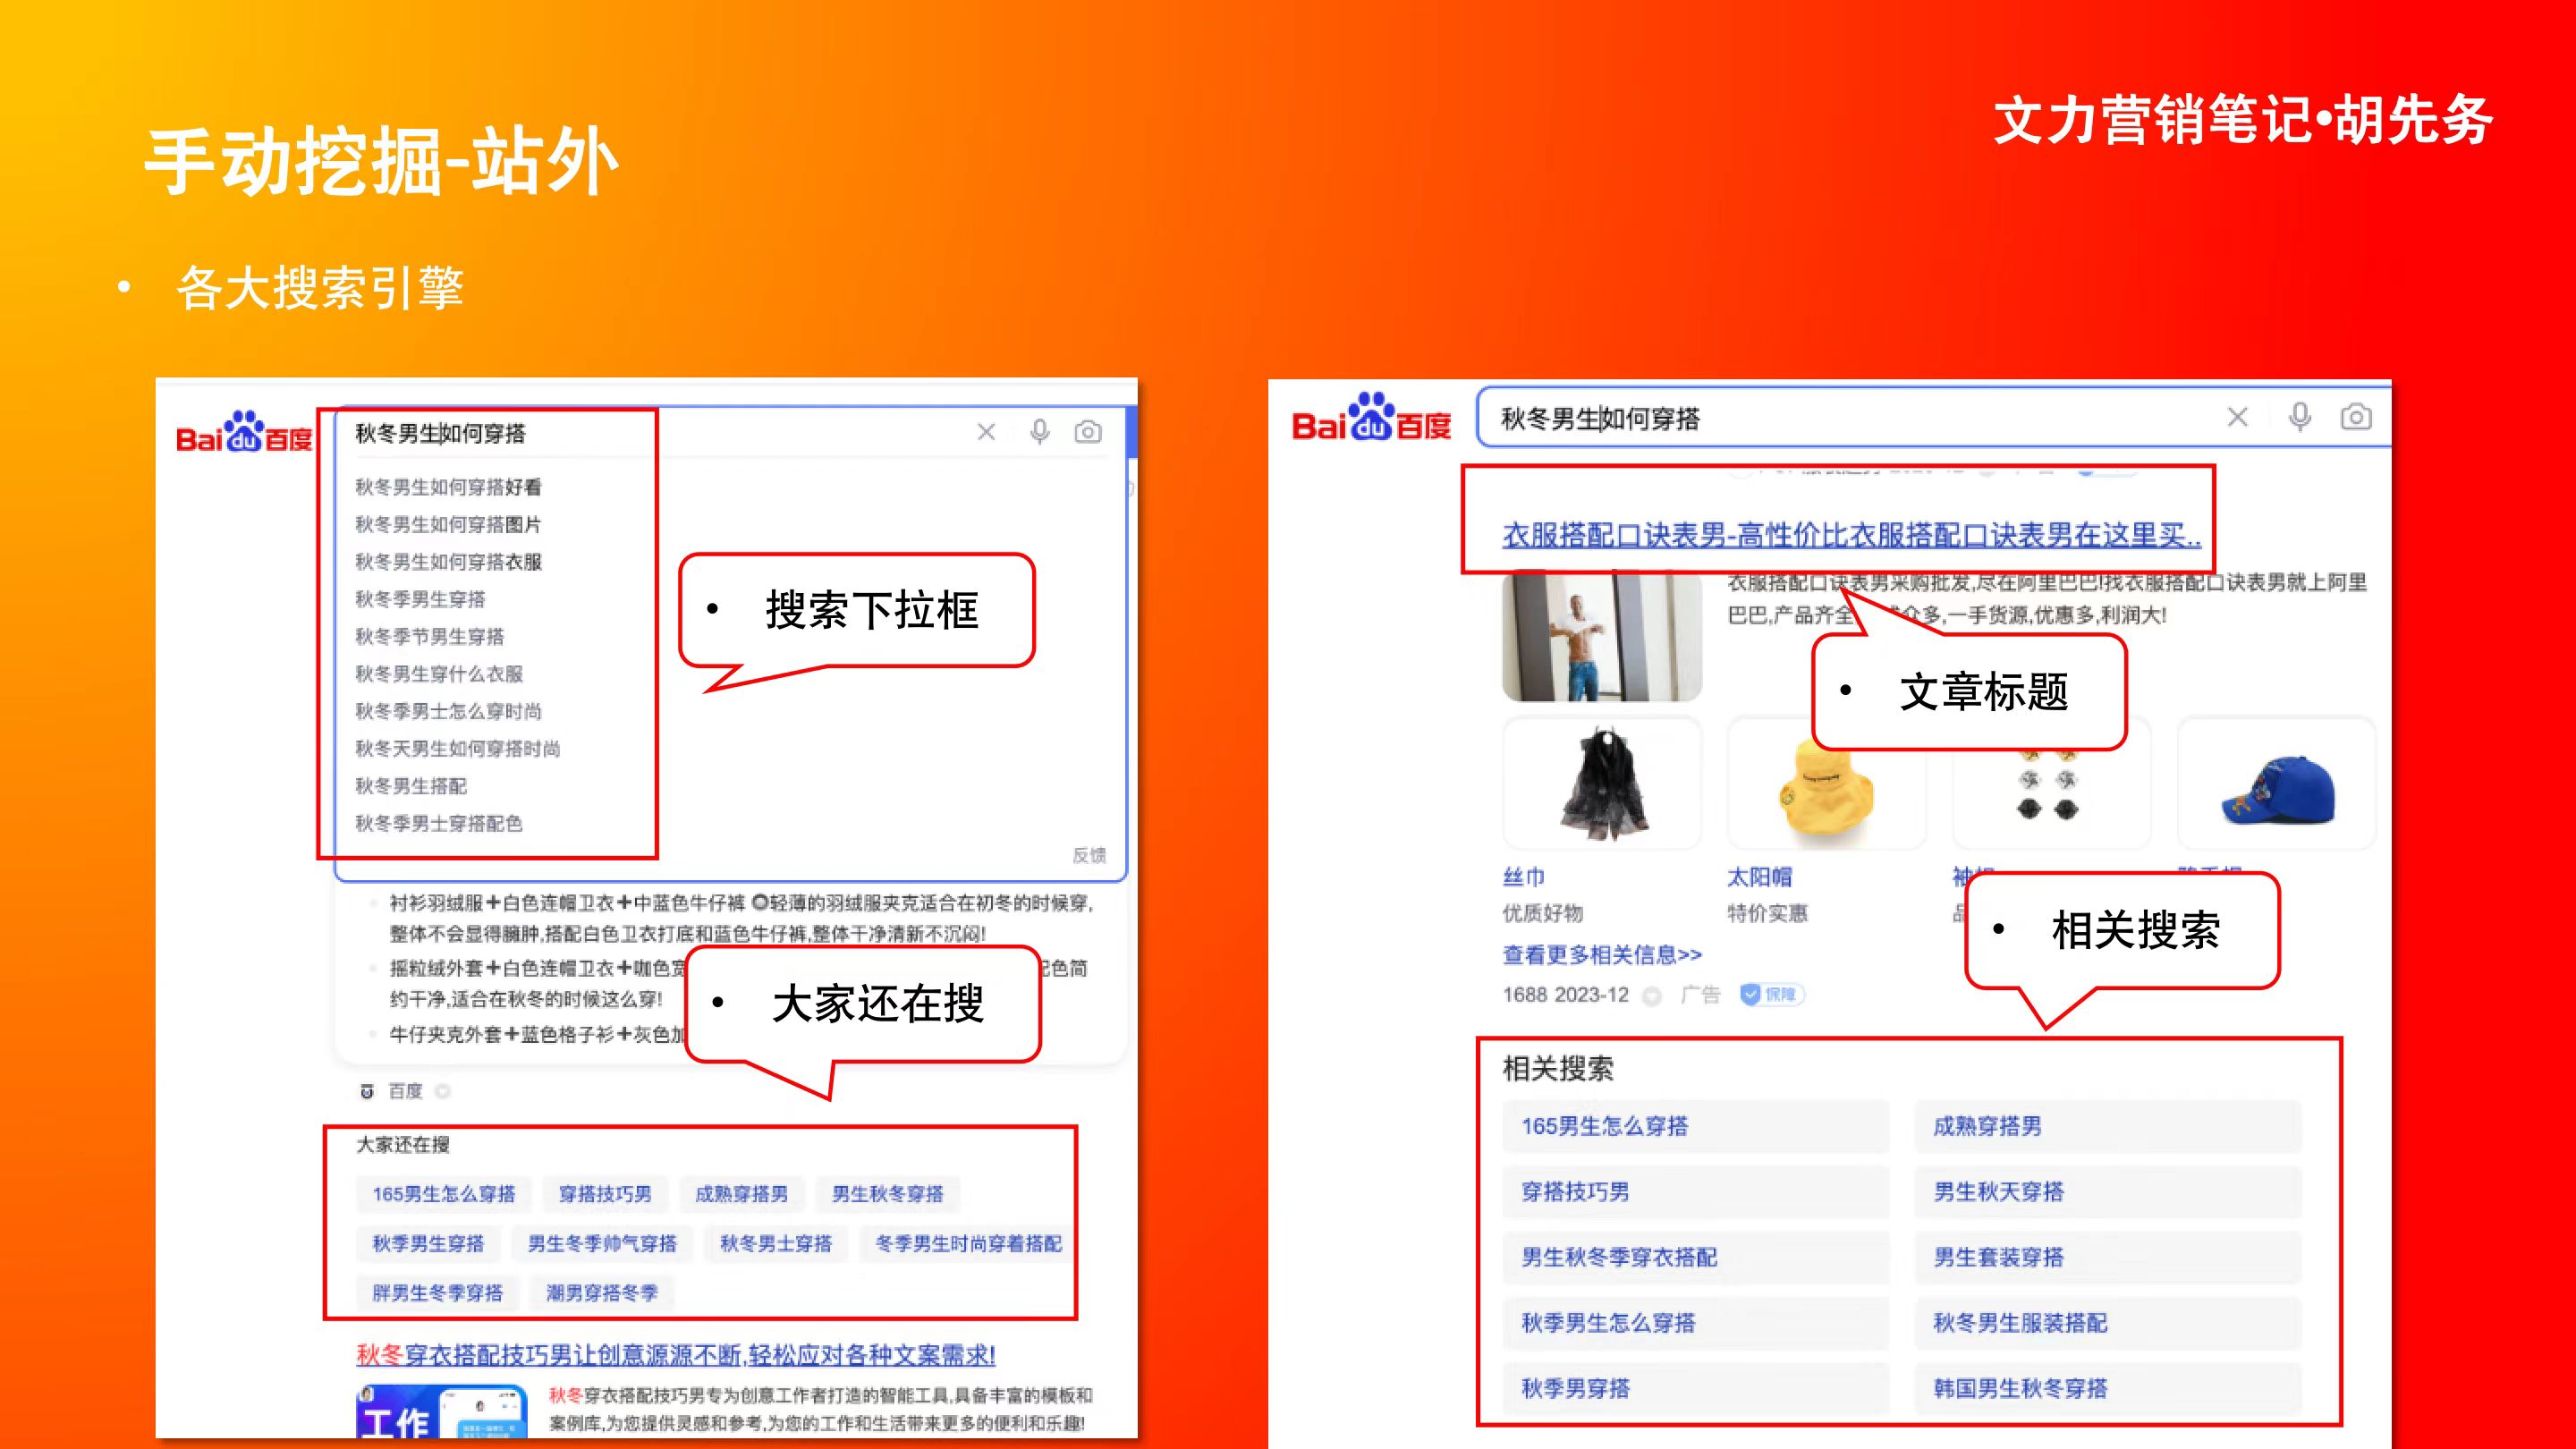 手动挖掘-站外
文力营销笔记•胡先务
• 各大搜索引擎
Bai du 百度
秋冬男生如何穿搭
秋冬男生如何穿搭好看
秋冬男生如何穿搭图片
秋冬男生如何穿搭衣服
秋冬季男生穿搭
秋冬季节男生穿搭
秋冬男生穿什么衣服
秋冬季男士怎么穿时尚
秋冬天男生如何穿搭时尚
秋冬男生搭配
秋冬季男士穿搭配色
反馈
• 搜索下拉框
衬衫羽绒服+白色连帽卫衣+中蓝色牛仔裤 轻薄的羽绒服夹克适合在初冬的时候穿,
整体不会显得臃肿,搭配白色卫衣打底和蓝色牛仔裤,整体干净清新不沉闷!
摇粒绒外套+白色连帽卫衣+咖色宽 配色简
约干净,适合在秋冬的时候这么穿!
牛仔夹克外套+蓝色格子衫+灰色加
• 大家还在搜
百度
大家还在搜
165男生怎么穿搭 穿搭技巧男 成熟穿搭男 男生秋冬穿搭
秋季男生穿搭 男生冬季帅气穿搭 秋冬男士穿搭 冬季男生时尚穿着搭配
胖男生冬季穿搭 潮男穿搭冬季
秋冬穿衣搭配技巧男让创意源源不断,轻松应对各种文案需求!
工作
秋冬穿衣搭配技巧男专为创意工作者打造的智能工具,具备丰富的模板和
案例库,为您提供灵感和参考,为您的工作和生活带来更多的便利和乐趣!
Bai du 百度
秋冬男生如何穿搭
衣服搭配口诀表男-高性价比衣服搭配口诀表男在这里买..
衣服搭配口诀表男采购批发,尽在阿里巴巴!找衣服搭配口诀表男就上阿里
巴巴,产品齐全 众多,一手货源,优惠多,利润大!
• 文章标题
丝巾 太阳帽 袖
优质好物 特价实惠 品
查看更多相关信息>>
1688 2023-12 广告 保障
• 相关搜索
相关搜索
165男生怎么穿搭 成熟穿搭男
穿搭技巧男 男生秋天穿搭
男生秋冬季穿衣搭配 男生套装穿搭
秋季男生怎么穿搭 秋冬男生服装搭配
秋季男穿搭 韩国男生秋冬穿搭